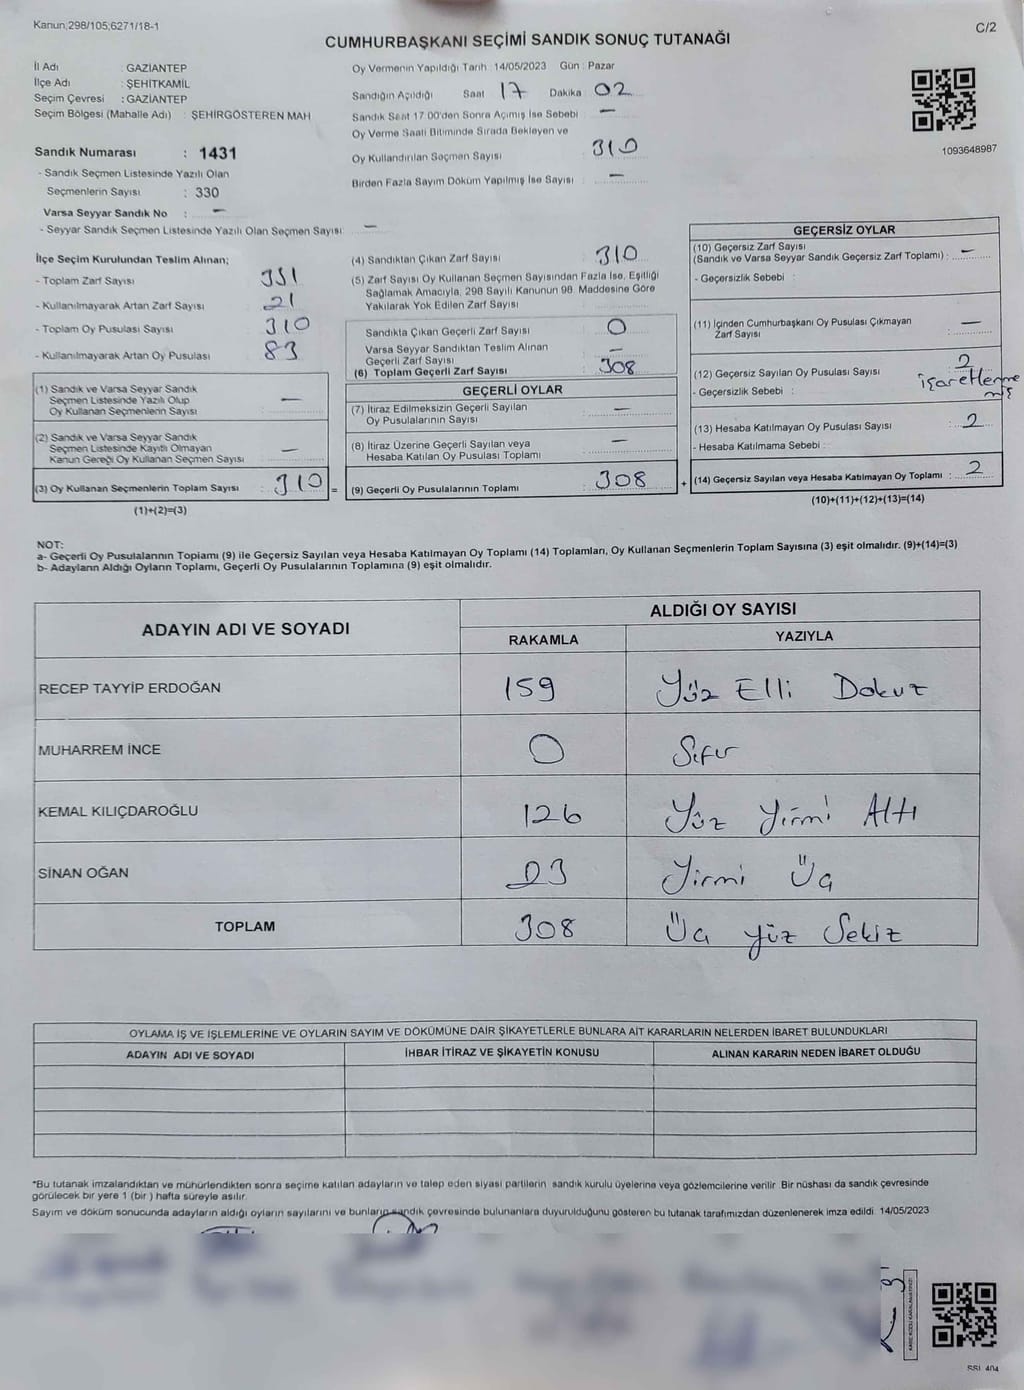 Kanun;298/105;6271/18-1
C/2
CUMHURBAŞKANI SEÇİMİ SANDIK SONUÇ TUTANAĞI
İl Adı : GAZİANTEP
İlçe Adı : ŞEHİTKAMİL
Seçim Çevresi : GAZİANTEP
Seçim Bölgesi (Mahalle Adı) : ŞEHİRGÖSTEREN MAH
Sandık Numarası : 1431
- Sandık Seçmen Listesinde Yazılı Olan
Seçmenlerin Sayısı : 330
Varsa Seyyar Sandık No : –
- Seyyar Sandık Seçmen Listesinde Yazılı Olan Seçmen Sayısı: –
Oy Vermenin Yapıldığı Tarih: 14/05/2023 Gün : Pazar
Sandığın Açıldığı Saat 17 Dakika 02
Sandık Saat 17.00'den Sonra Açımış İse Sebebi : –
Oy Verme Saati Bitiminde Sırada Bekleyen ve
Oy Kullandırılan Seçmen Sayısı : 310
Birden Fazla Sayım Döküm Yapılmış İse Sayısı : –
1093648987
İlçe Seçim Kurulundan Teslim Alınan;
- Toplam Zarf Sayısı : 331
- Kullanılmayarak Artan Zarf Sayısı : 21
- Toplam Oy Pusulası Sayısı : 310
- Kullanılmayarak Artan Oy Pusulası : 83
(1) Sandık ve Varsa Seyyar Sandık
Seçmen Listesinde Yazılı Olup
Oy Kullanan Seçmenlerin Sayısı : –
(2) Sandık ve Varsa Seyyar Sandık
Seçmen Listesinde Kayıtlı Olmayan
Kanun Gereği Oy Kullanan Seçmen Sayısı : –
(3) Oy Kullanan Seçmenlerin Toplam Sayısı : 310 =
(1)+(2)=(3)
(4) Sandıktan Çıkan Zarf Sayısı : 310
(5) Zarf Sayısı Oy Kullanan Seçmen Sayısından Fazla İse, Eşitliği
Sağlamak Amacıyla, 298 Sayılı Kanunun 98. Maddesine Göre
Yakılarak Yok Edilen Zarf Sayısı :
Sandıkta Çıkan Geçerli Zarf Sayısı : 0
Varsa Seyyar Sandıktan Teslim Alınan
Geçerli Zarf Sayısı : –
(6) Toplam Geçerli Zarf Sayısı : 308
GEÇERLİ OYLAR
(7) İtiraz Edilmeksizin Geçerli Sayılan
Oy Pusulalarının Sayısı : –
(8) İtiraz Üzerine Geçerli Sayılan veya
Hesaba Katılan Oy Pusulası Toplamı : –
(9) Geçerli Oy Pusulalarının Toplamı : 308 +
GEÇERSİZ OYLAR
(10) Geçersiz Zarf Sayısı
(Sandık ve Varsa Seyyar Sandık Geçersiz Zarf Toplamı) : –
- Geçersizlik Sebebi :
(11) İçinden Cumhurbaşkanı Oy Pusulası Çıkmayan
Zarf Sayısı : –
(12) Geçersiz Sayılan Oy Pusulası Sayısı : 2
- Geçersizlik Sebebi : işaretlenme
miş
(13) Hesaba Katılmayan Oy Pusulası Sayısı : 2
- Hesaba Katılmama Sebebi :
(14) Geçersiz Sayılan veya Hesaba Katılmayan Oy Toplamı : 2
(10)+(11)+(12)+(13)=(14)
NOT:
a- Geçerli Oy Pusulalarının Toplamı (9) ile Geçersiz Sayılan veya Hesaba Katılmayan Oy Toplamı (14) Toplamları, Oy Kullanan Seçmenlerin Toplam Sayısına (3) eşit olmalıdır. (9)+(14)=(3)
b- Adayların Aldığı Oyların Toplamı, Geçerli Oy Pusulalarının Toplamına (9) eşit olmalıdır.
ADAYIN ADI VE SOYADI
ALDIĞI OY SAYISI
RAKAMLA YAZIYLA
RECEP TAYYİP ERDOĞAN 159 Yüz Elli Dokuz
MUHARREM İNCE 0 Sıfır
KEMAL KILIÇDAROĞLU 126 Yüz Yirmi Altı
SİNAN OĞAN 23 Yirmi Üç
TOPLAM 308 Üç yüz Sekiz
OYLAMA İŞ VE İŞLEMLERİNE VE OYLARIN SAYIM VE DÖKÜMÜNE DAİR ŞİKAYETLERLE BUNLARA AİT KARARLARIN NELERDEN İBARET BULUNDUKLARI
ADAYIN ADI VE SOYADI İHBAR İTİRAZ VE ŞİKAYETİN KONUSU ALINAN KARARIN NEDEN İBARET OLDUĞU
*Bu tutanak imzalandıktan ve mühürlendikten sonra seçime katılan adayların ve talep eden siyasi partilerin sandık kurulu üyelerine veya gözlemcilerine verilir. Bir nüshası da sandık çevresinde
görülecek bir yere 1 (bir ) hafta süreyle asılır.
Sayım ve döküm sonucunda adayların aldığı oyların sayılarını ve bunların sandık çevresinde bulunanlara duyurulduğunu gösteren bu tutanak tarafımızdan düzenlenerek imza edildi. 14/05/2023